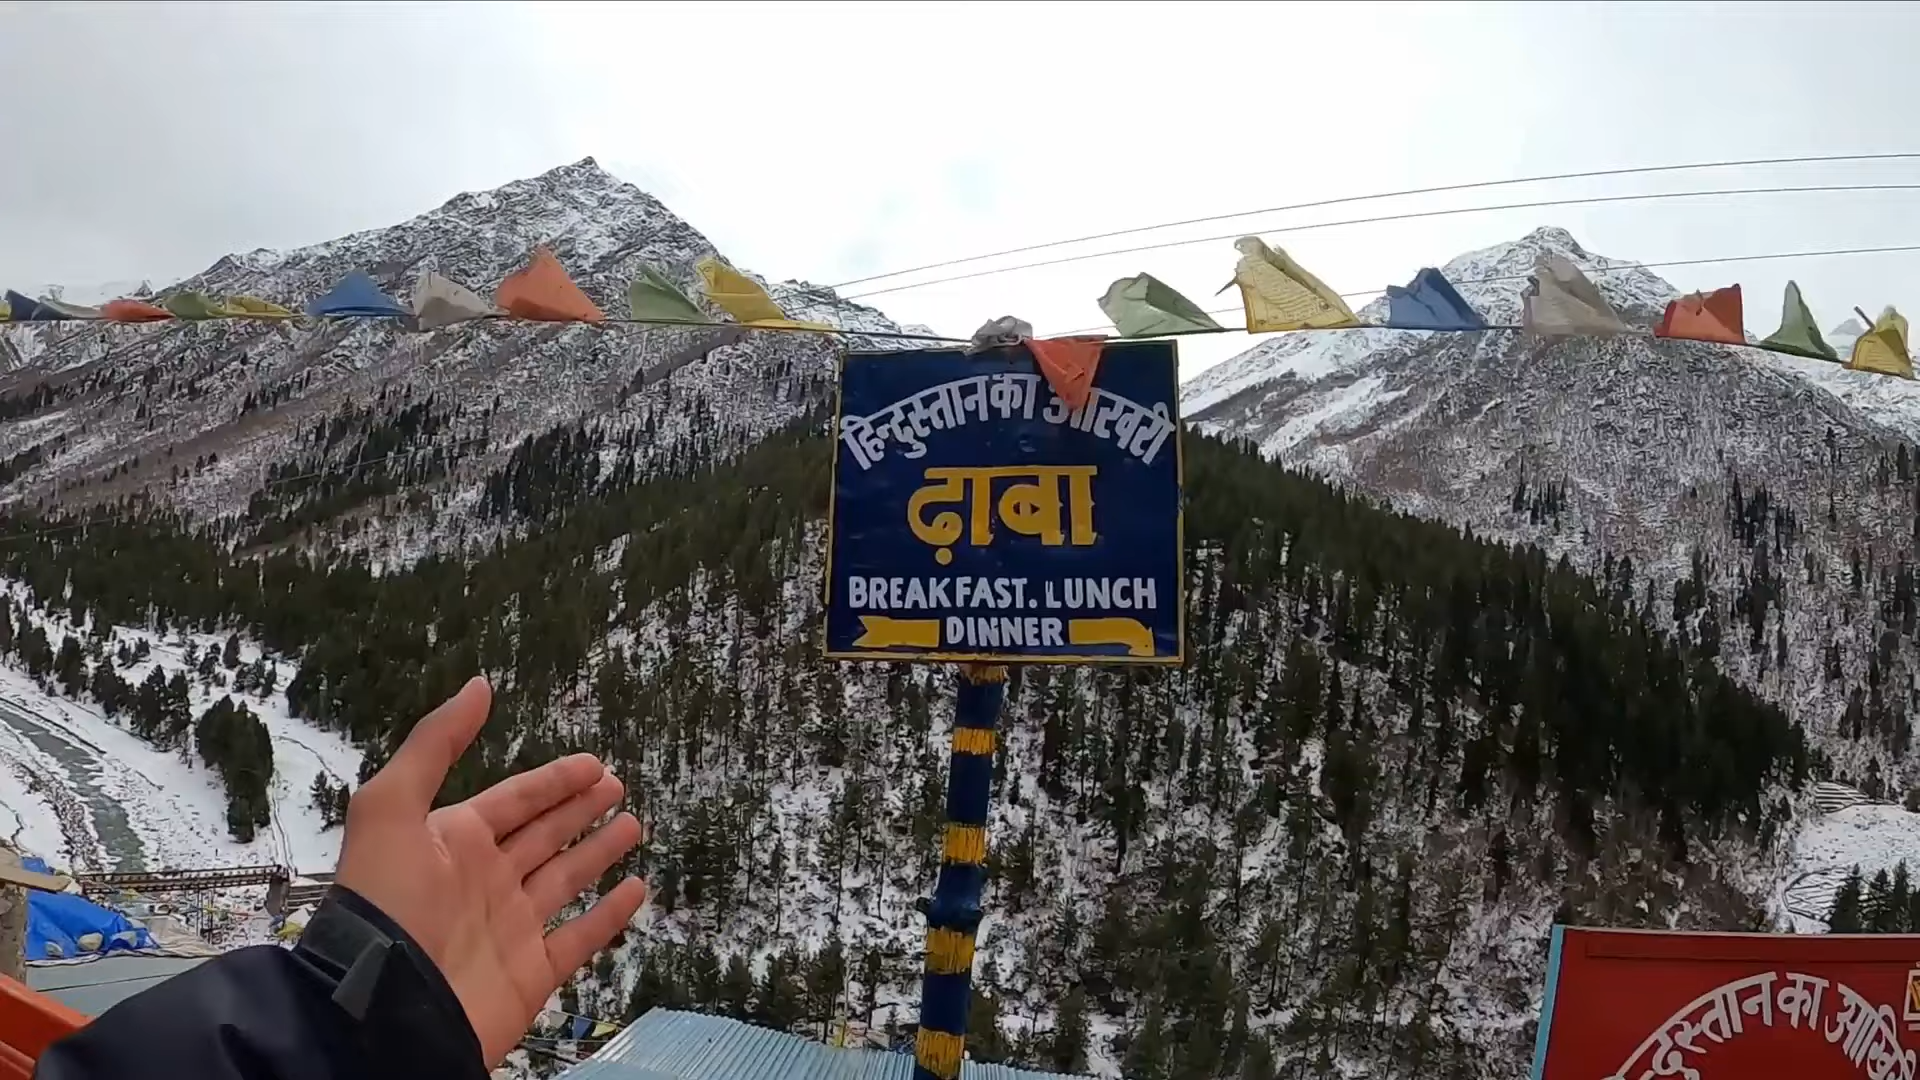 हिन्दुस्तान का आखरी
ढ़ाबा
BREAKFAST. LUNCH
DINNER
हिन्दुस्तान का